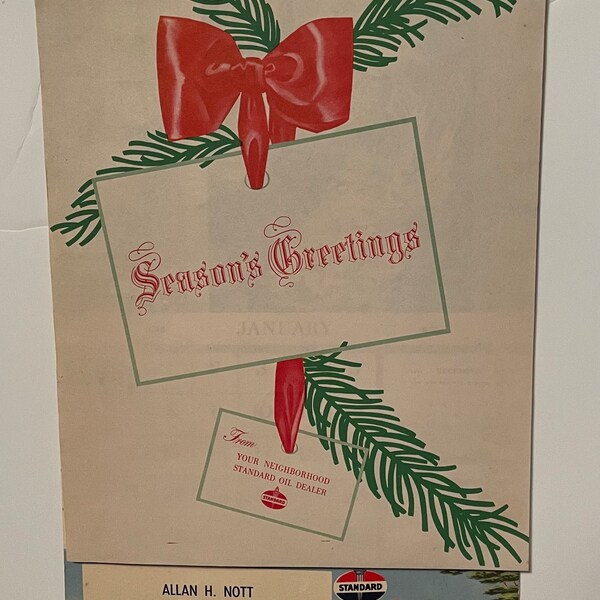 Season's Greetings
JANUARY
From
YOUR NEIGHBORHOOD
STANDARD OIL DEALER
STANDARD
ALLAN H. NOTT
STANDARD